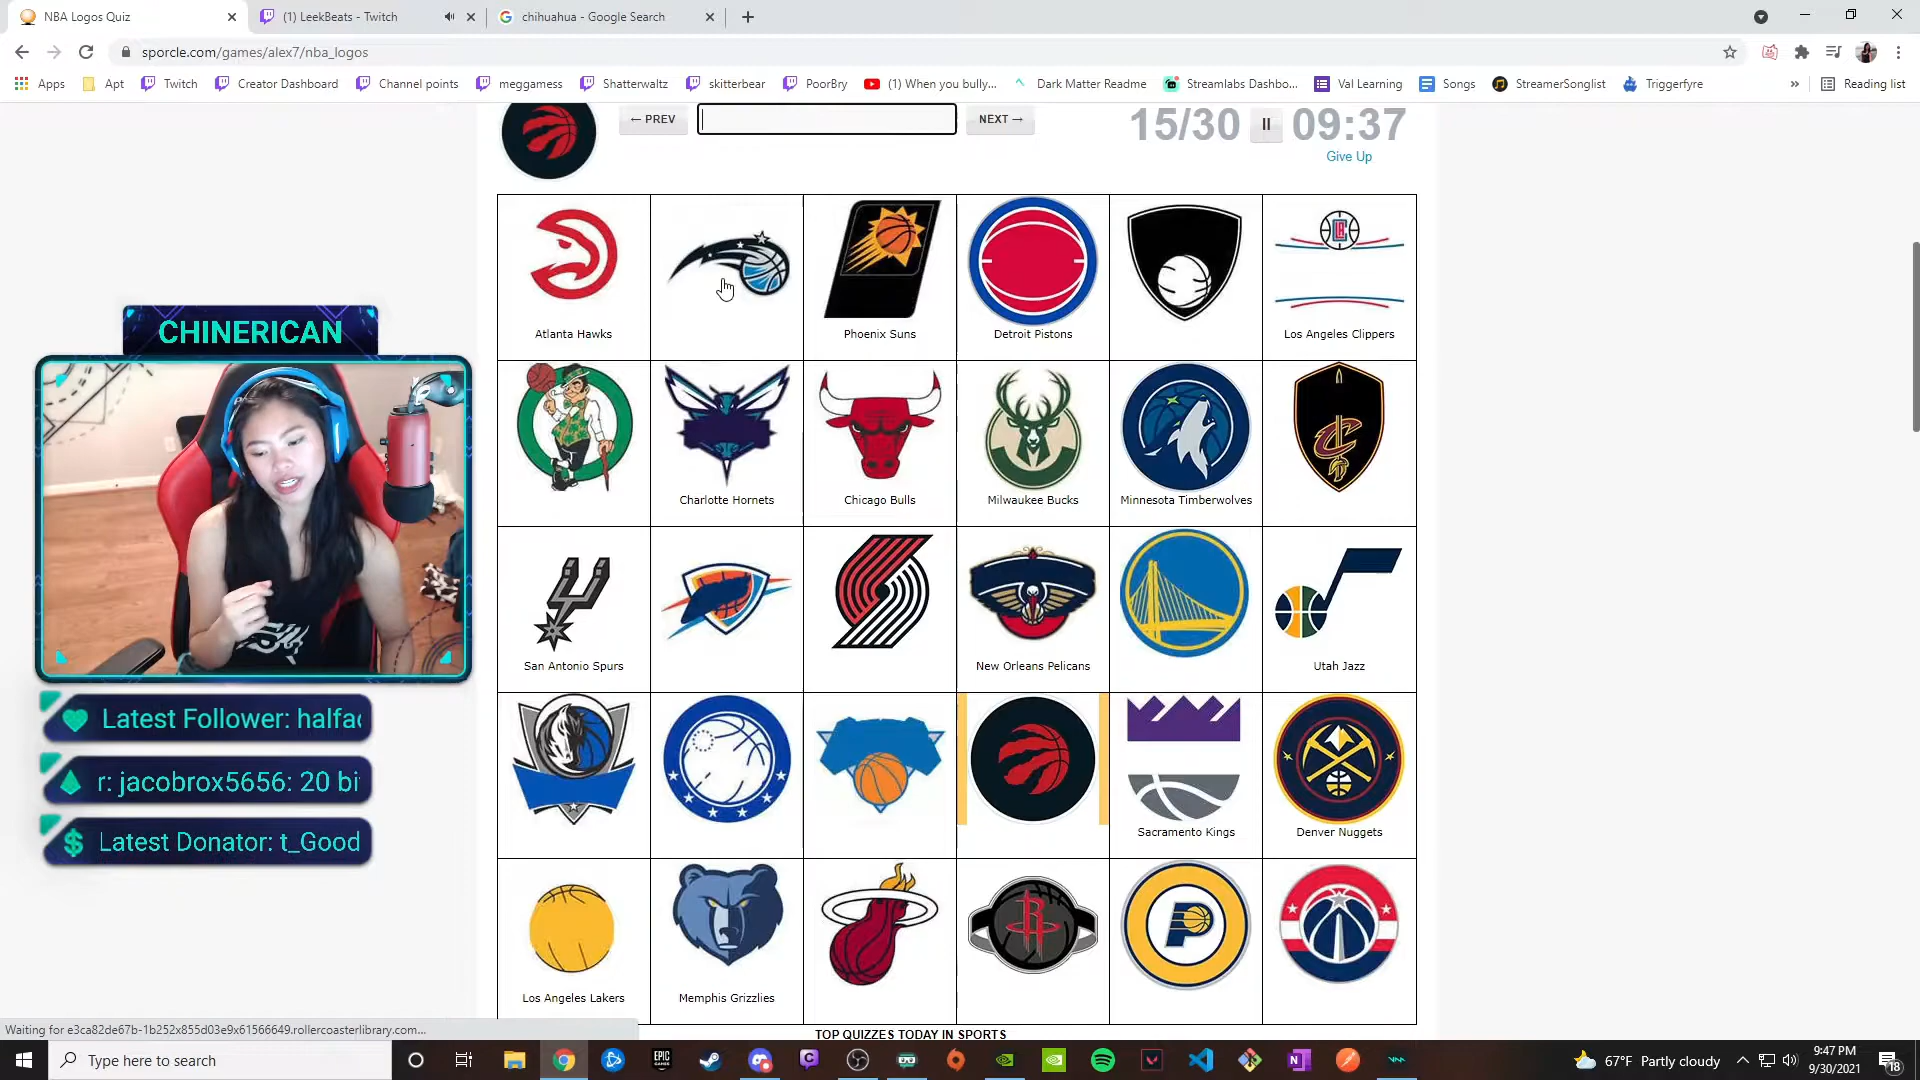 NBA Logos Quiz
(1) LeekBeats - Twitch
chihuahua - Google Search
sporcle.com/games/alex7/nba_logos
Apps
Apt
Twitch
Creator Dashboard
Channel points
meggamess
Shatterwaltz
skitterbear
PoorBry
(1) When you bully...
Dark Matter Readme
Streamlabs Dashbo...
Val Learning
Songs
StreamerSonglist
Triggerfyre
»
Reading list
← PREV
NEXT →
15/30
09:37
Give Up
Atlanta Hawks
Phoenix Suns
Detroit Pistons
Los Angeles Clippers
Charlotte Hornets
Chicago Bulls
Milwaukee Bucks
Minnesota Timberwolves
San Antonio Spurs
New Orleans Pelicans
Utah Jazz
Sacramento Kings
Denver Nuggets
Los Angeles Lakers
Memphis Grizzlies
TOP QUIZZES TODAY IN SPORTS
CHINERICAN
Latest Follower: halfac
r: jacobrox5656: 20 bi
Latest Donator: t_Good
Waiting for e3ca82de67b-1b252x855d03e9x61566649.rollercoasterlibrary.com...
Type here to search
EPIC GAMES
67°F Partly cloudy
9:47 PM
9/30/2021
18